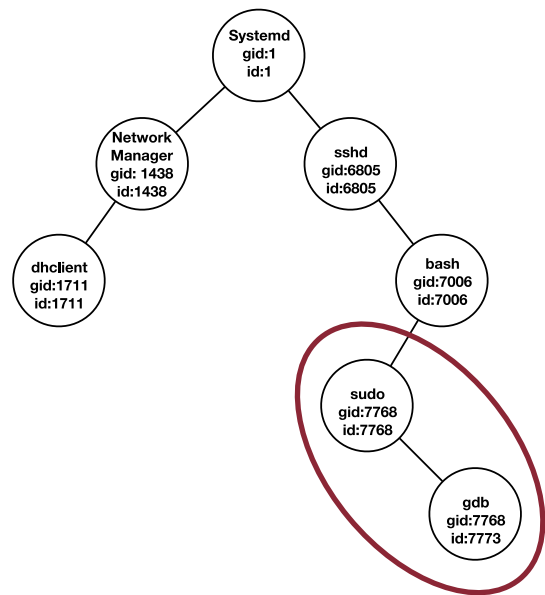 Systemd
gid:1
id:1
Network
Manager
gid: 1438
id:1438
sshd
gid:6805
id:6805
dhclient
gid:1711
id:1711
bash
gid:7006
id:7006
sudo
gid:7768
id:7768
gdb
gid:7768
id:7773